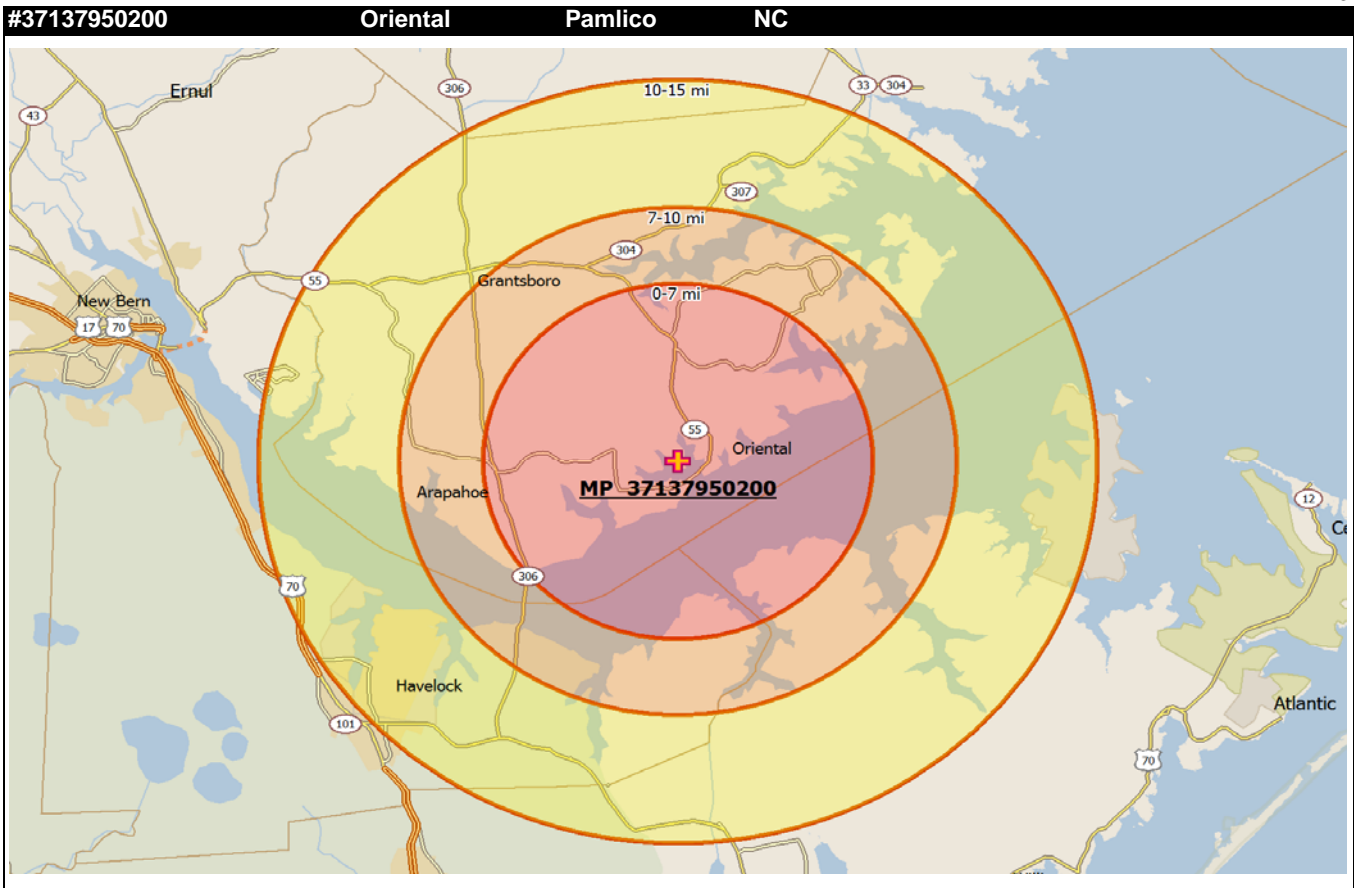 #37137950200 Oriental Pamlico NC
10-15 mi
33 304
306
Ernul
43
307
7-10 mi
304
55
Grantsboro
0-7 mi
New Bern
17 70
55
Oriental
MP 37137950200
Arapahoe
12
306
70
Havelock
101
Atlantic
70